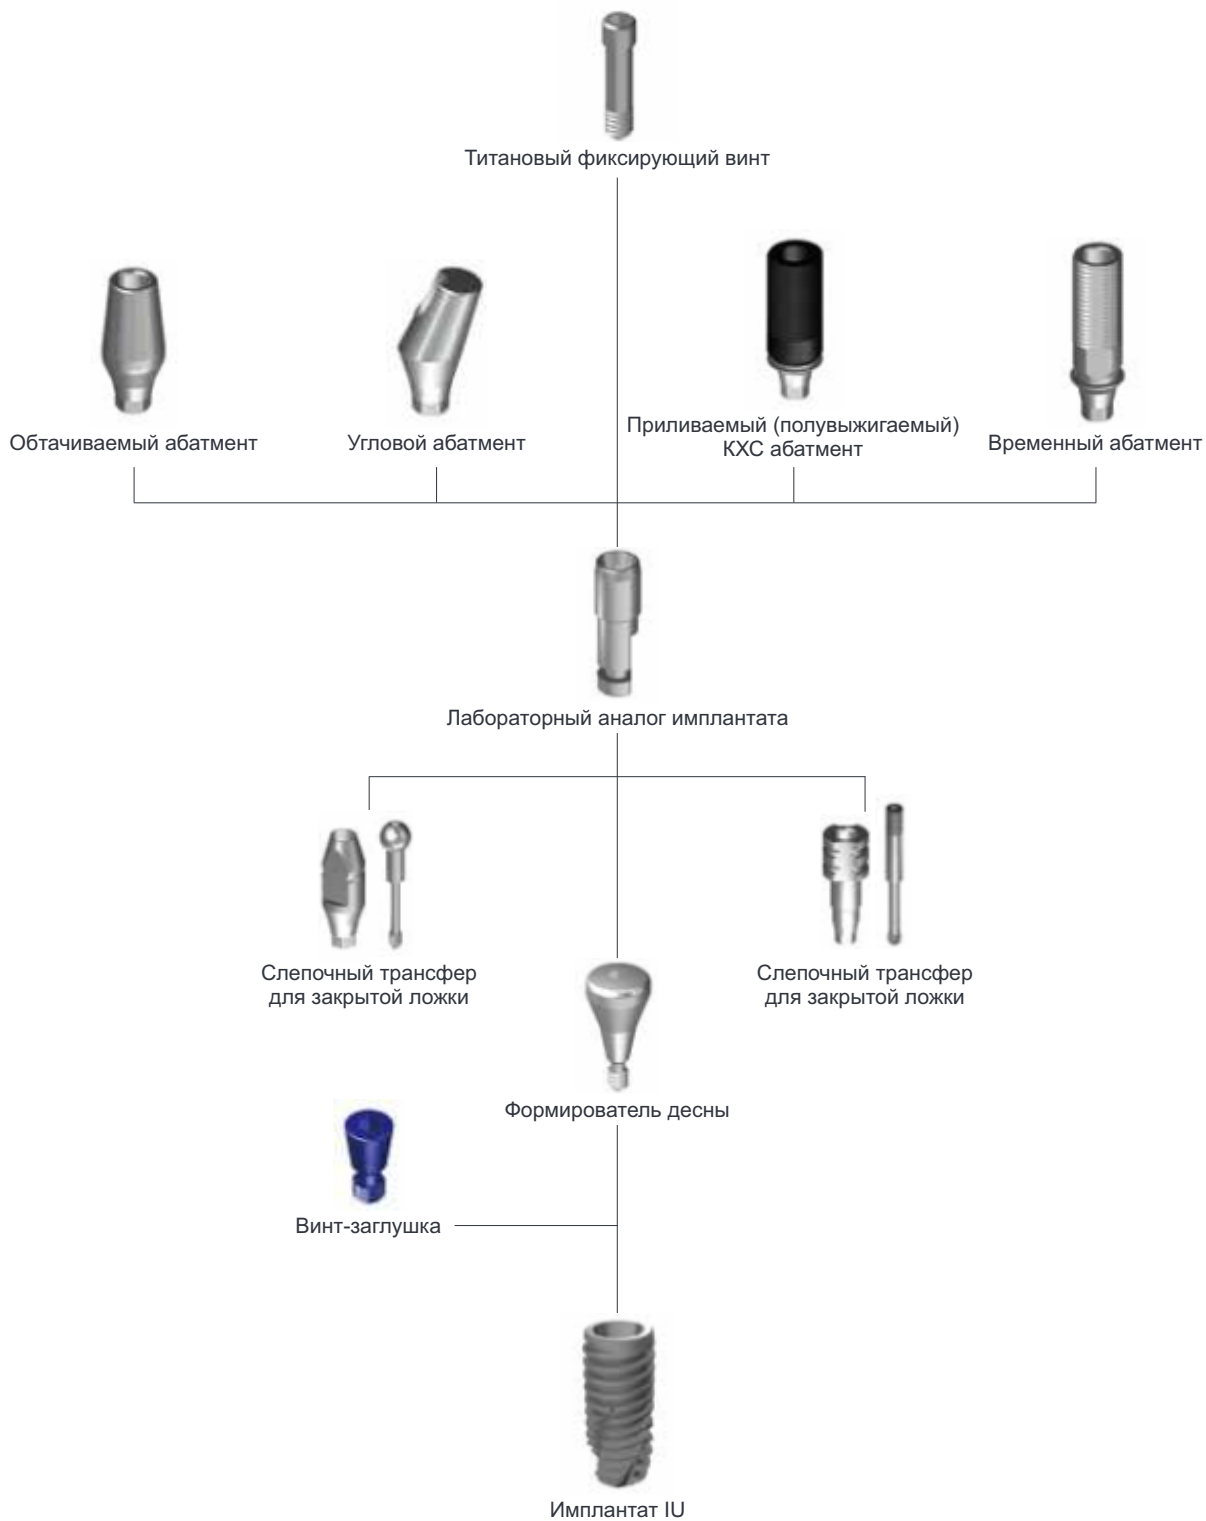 Титановый фиксирующий винт
Обтачиваемый абатмент
Угловой абатмент
Приливаемый (полувыжигаемый)
КХС абатмент
Временный абатмент
Лабораторный аналог имплантата
Слепочный трансфер
для закрытой ложки
Слепочный трансфер
для закрытой ложки
Формирователь десны
Винт-заглушка
Имплантат IU